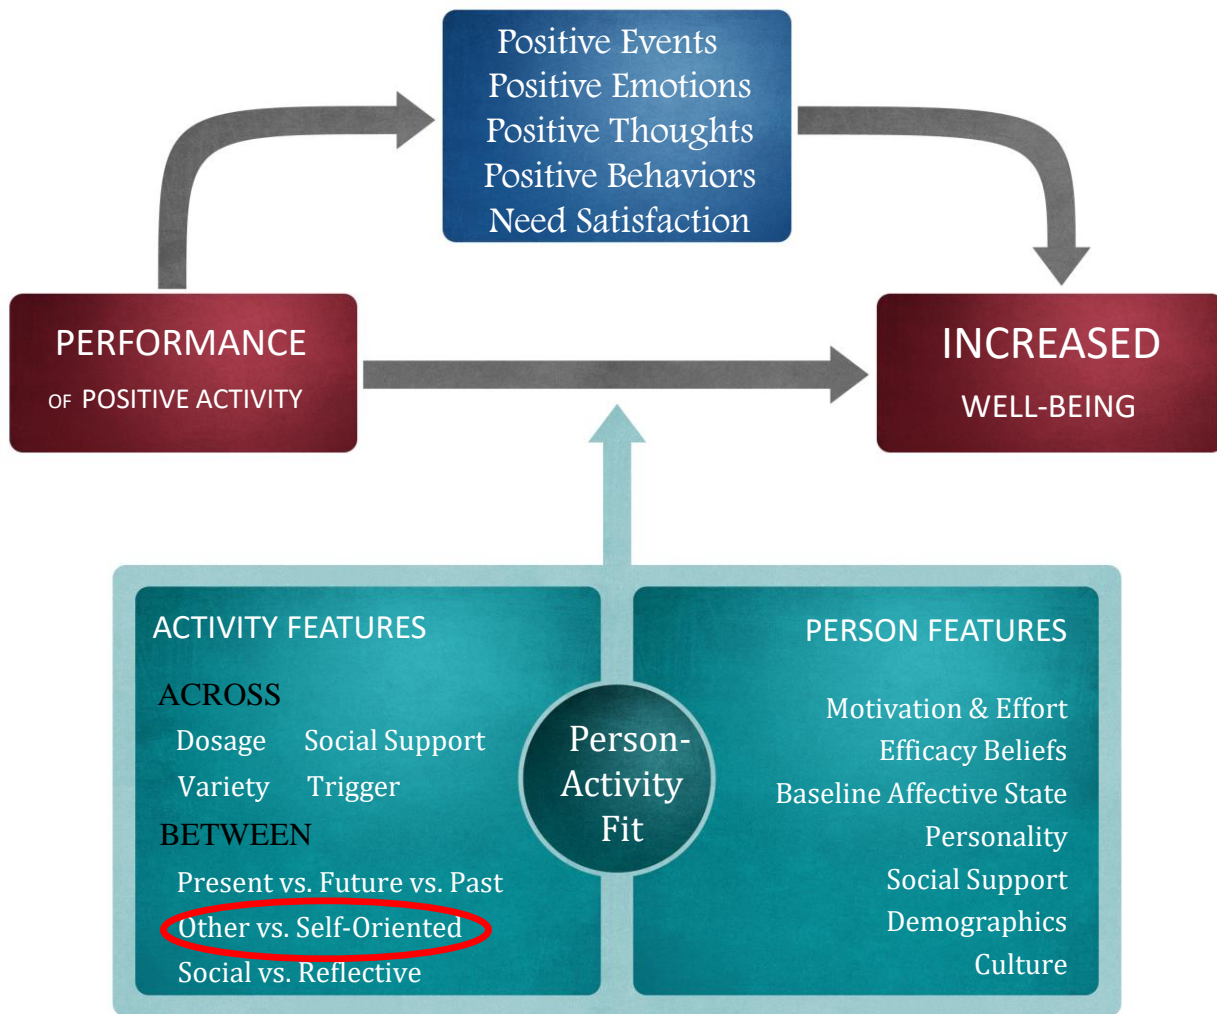 Positive Events
Positive Emotions
Positive Thoughts
Positive Behaviors
Need Satisfaction
PERFORMANCE
OF POSITIVE ACTIVITY
INCREASED
WELL-BEING
ACTIVITY FEATURES
ACROSS
Dosage Social Support
Variety Trigger
BETWEEN
Present vs. Future vs. Past
Other vs. Self-Oriented
Social vs. Reflective
Person-
Activity
Fit
PERSON FEATURES
Motivation & Effort
Efficacy Beliefs
Baseline Affective State
Personality
Social Support
Demographics
Culture